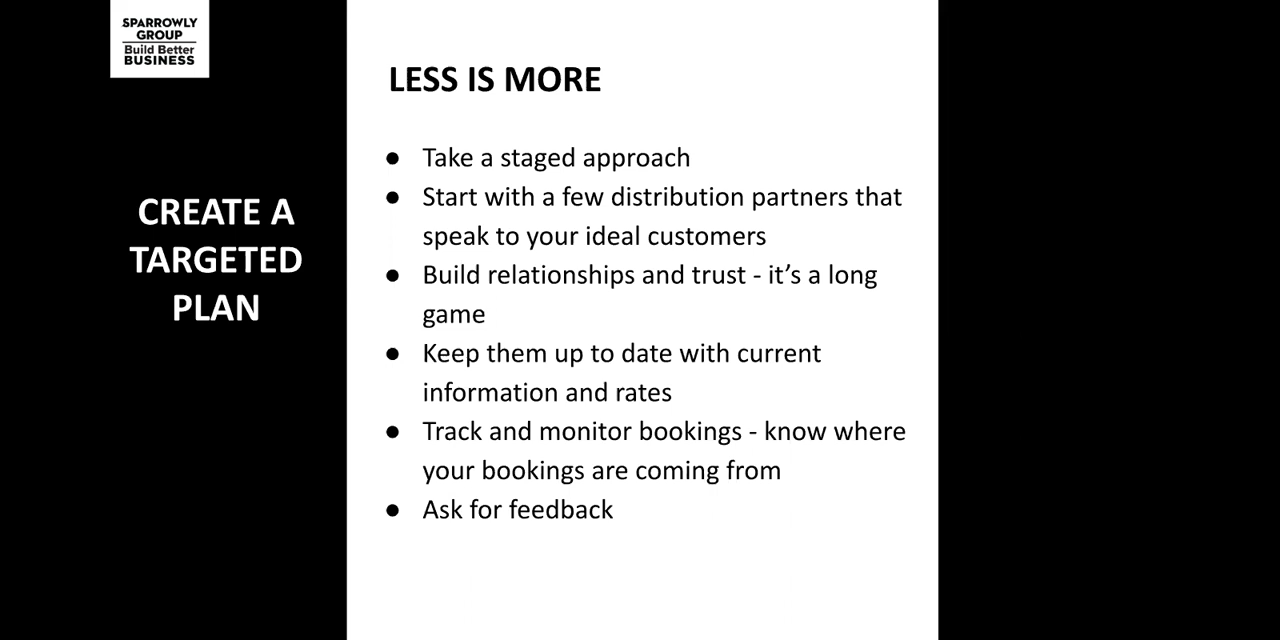 SPARROWLY
GROUP
Build Better
BUSINESS
CREATE A
TARGETED
PLAN
LESS IS MORE
● Take a staged approach
● Start with a few distribution partners that
speak to your ideal customers
● Build relationships and trust - it’s a long
game
● Keep them up to date with current
information and rates
● Track and monitor bookings - know where
your bookings are coming from
● Ask for feedback